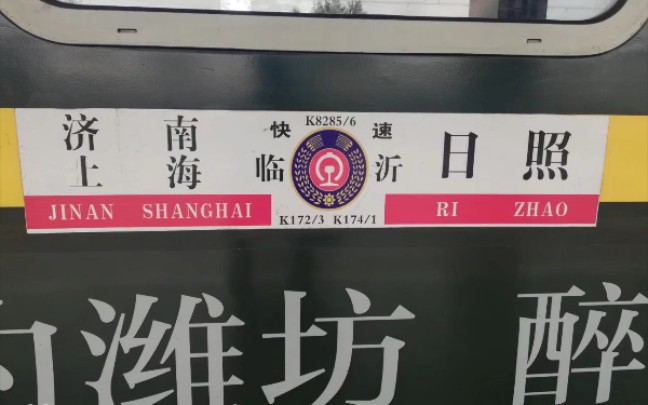 K8285/6
济南 快 速
上海 临 沂 日照
JINAN SHANGHAI
K172/3 K174/1
RI ZHAO
潍坊 醉